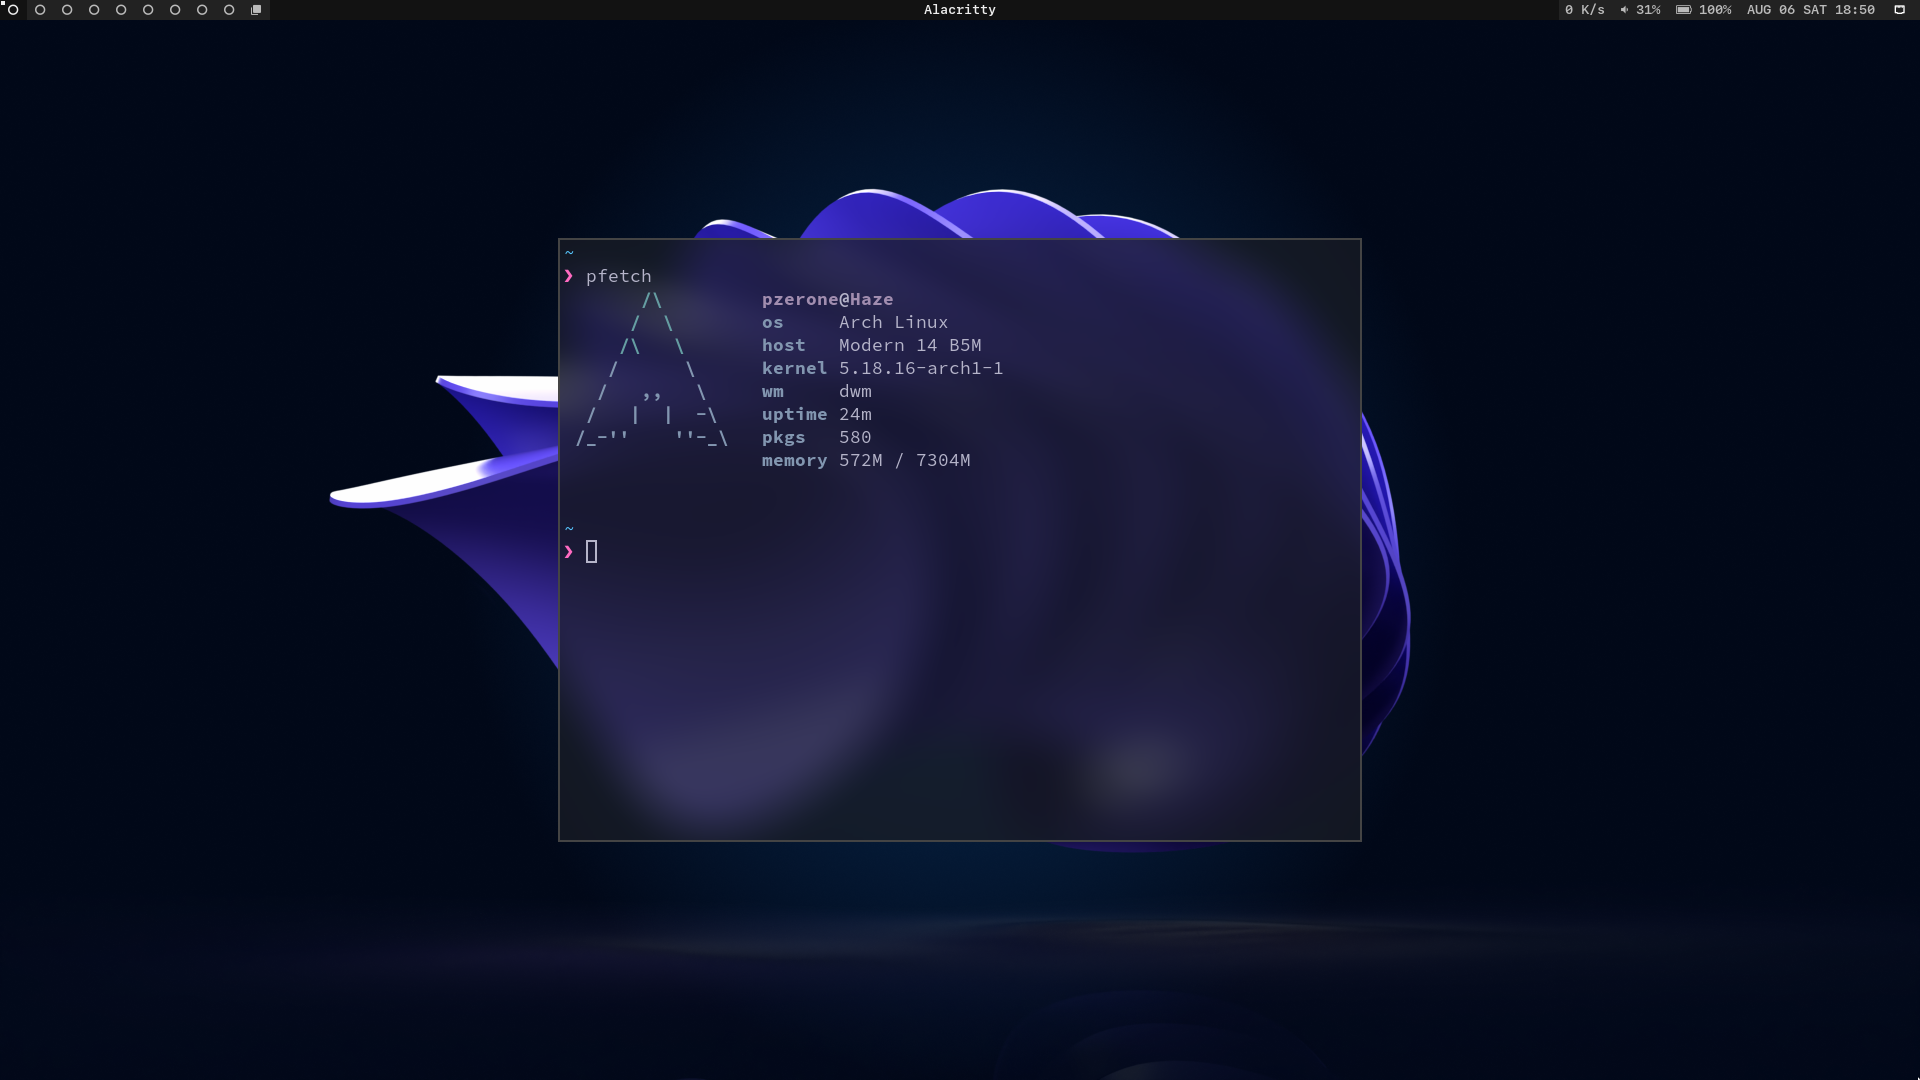 Alacritty
0 K/s 31% 100% AUG 06 SAT 18:50
~
❯ pfetch
/\ pzerone@Haze
/  \ os Arch Linux
/\   \ host Modern 14 B5M
/      \ kernel 5.18.16-arch1-1
/   ,,   \ wm dwm
/   |  |  -\ uptime 24m
/_-''    ''-_\ pkgs 580
memory 572M / 7304M
~
❯